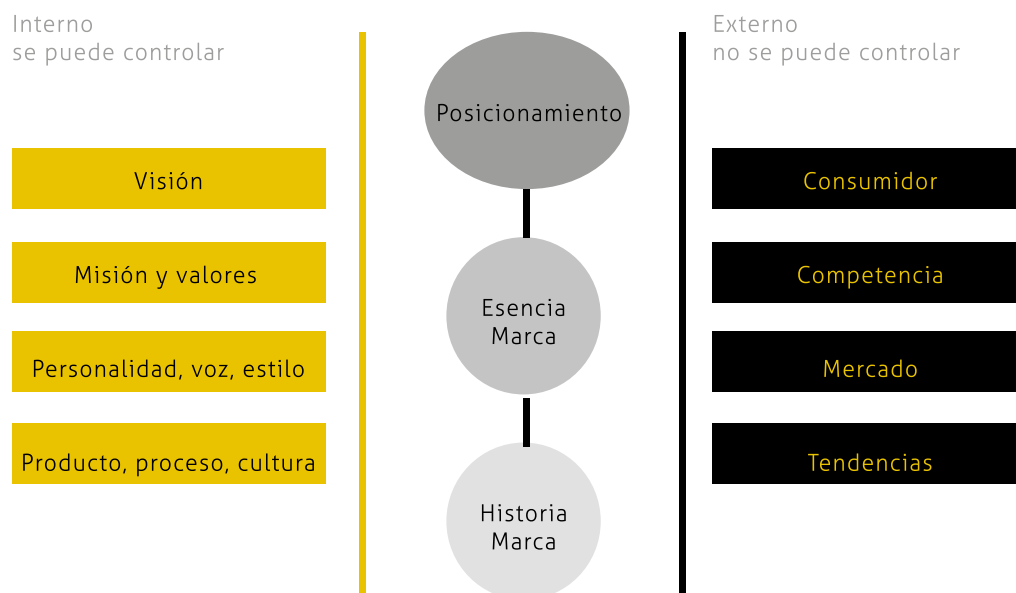 Interno
se puede controlar
Visión
Misión y valores
Personalidad, voz, estilo
Producto, proceso, cultura
Posicionamiento
Esencia
Marca
Historia
Marca
Externo
no se puede controlar
Consumidor
Competencia
Mercado
Tendencias